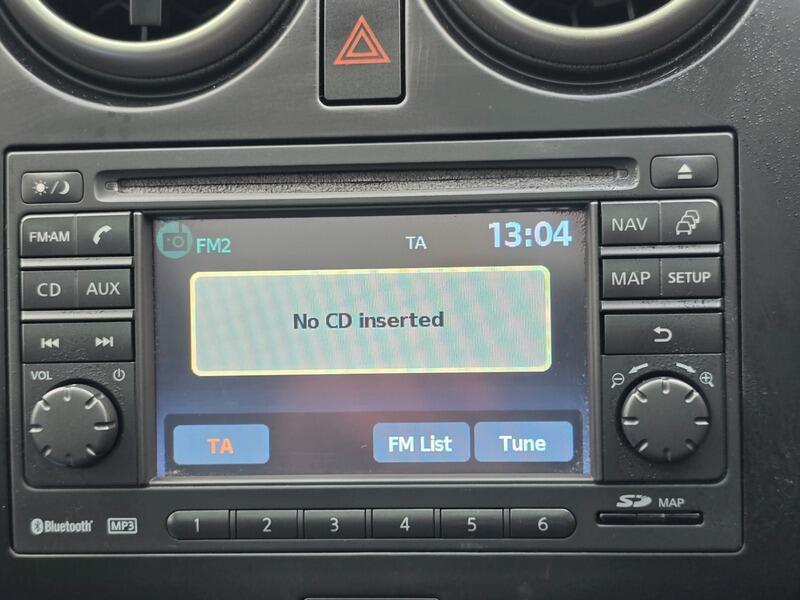 FM2 TA 13:04
FM·AM
NAV
No CD inserted
CD AUX
MAP SETUP
VOL
TA FM List Tune
Bluetooth MP3
1 2 3 4 5 6
SD MAP